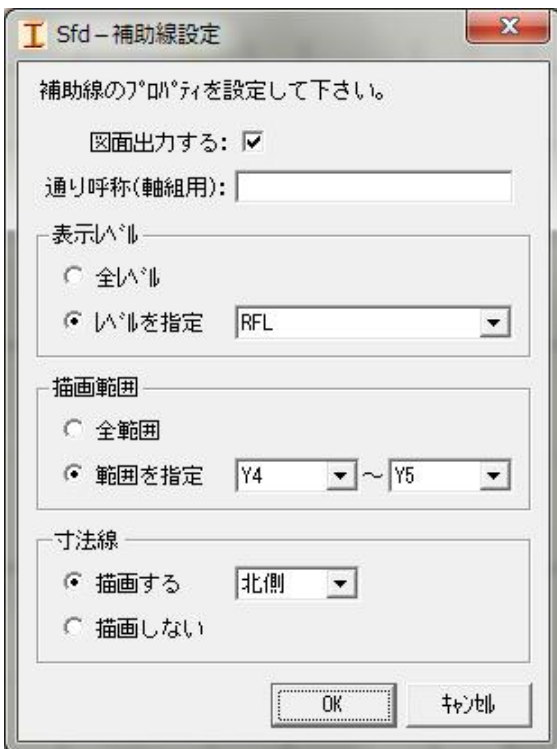 Sfd－補助線設定
補助線のﾌﾟﾛﾊﾟﾃｨを設定して下さい。
図面出力する:
通り呼称(軸組用):
表示ﾚﾍﾞﾙ
全ﾚﾍﾞﾙ
ﾚﾍﾞﾙを指定 RFL
描画範囲
全範囲
範囲を指定 Y4 ～ Y5
寸法線
描画する 北側
描画しない
OK ｷｬﾝｾﾙ